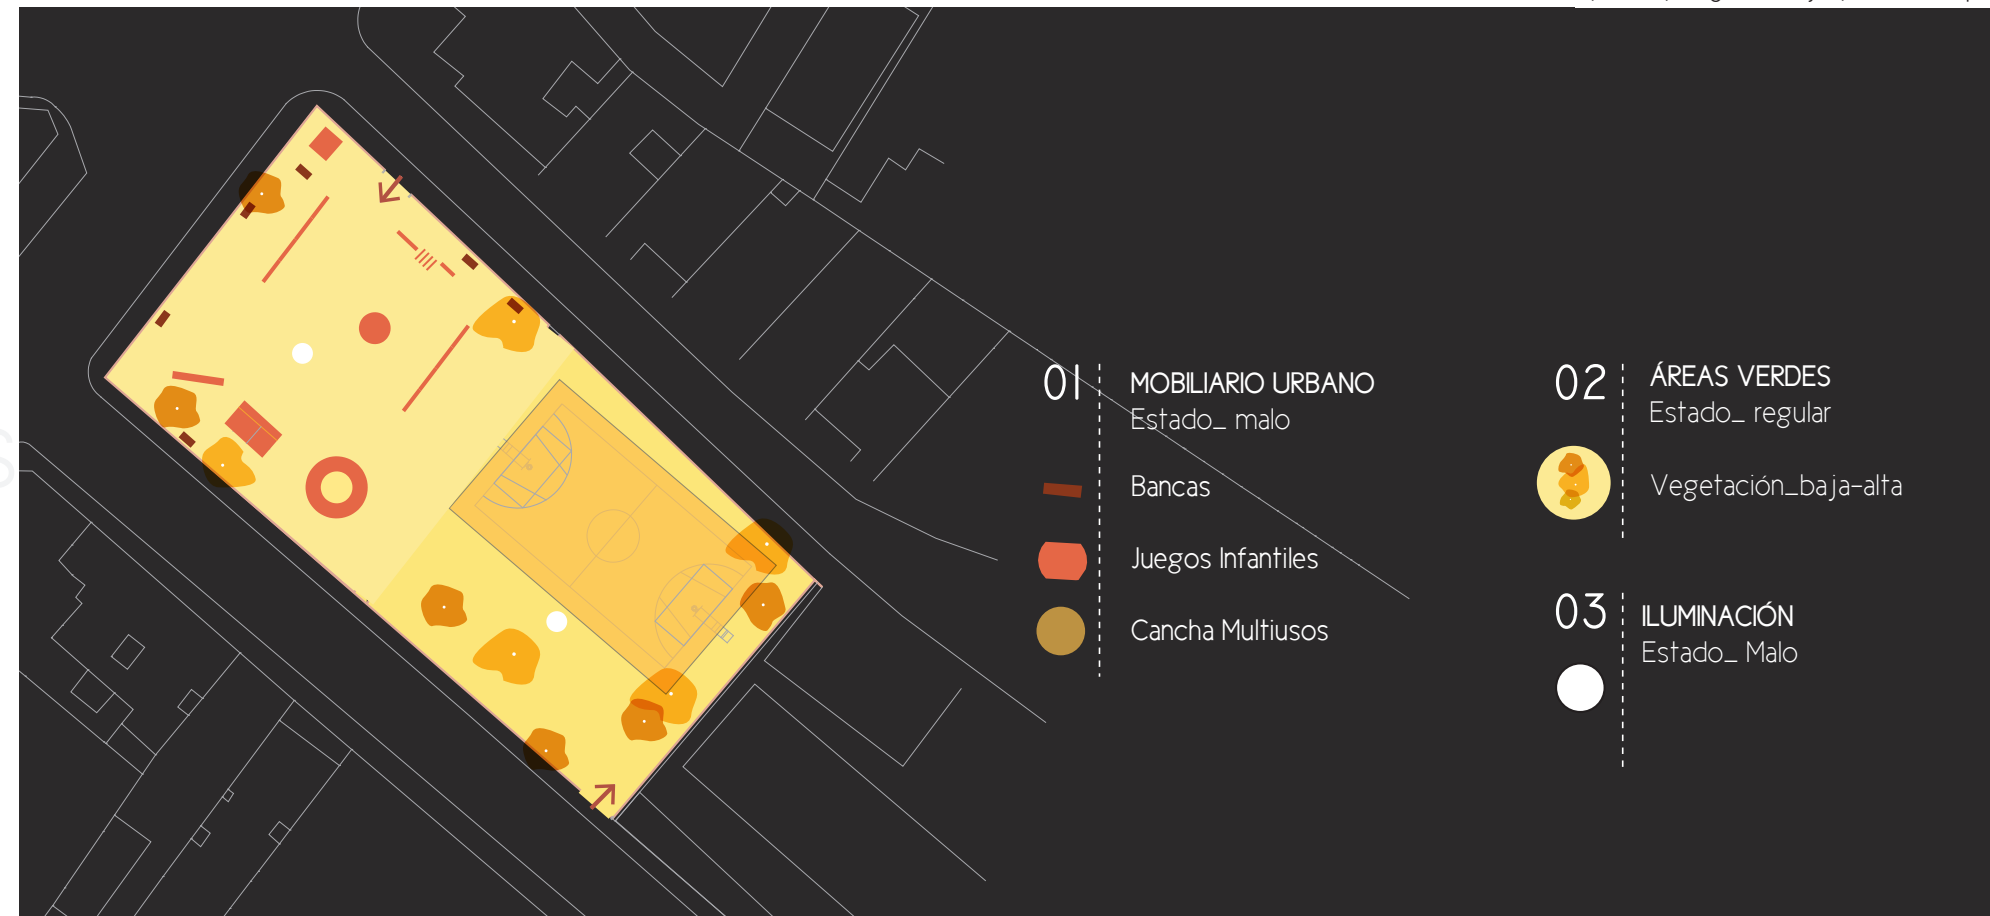 01
MOBILIARIO URBANO
Estado_ malo
Bancas
Juegos Infantiles
Cancha Multiusos
02
ÁREAS VERDES
Estado_ regular
Vegetación_baja-alta
03
ILUMINACIÓN
Estado_ Malo